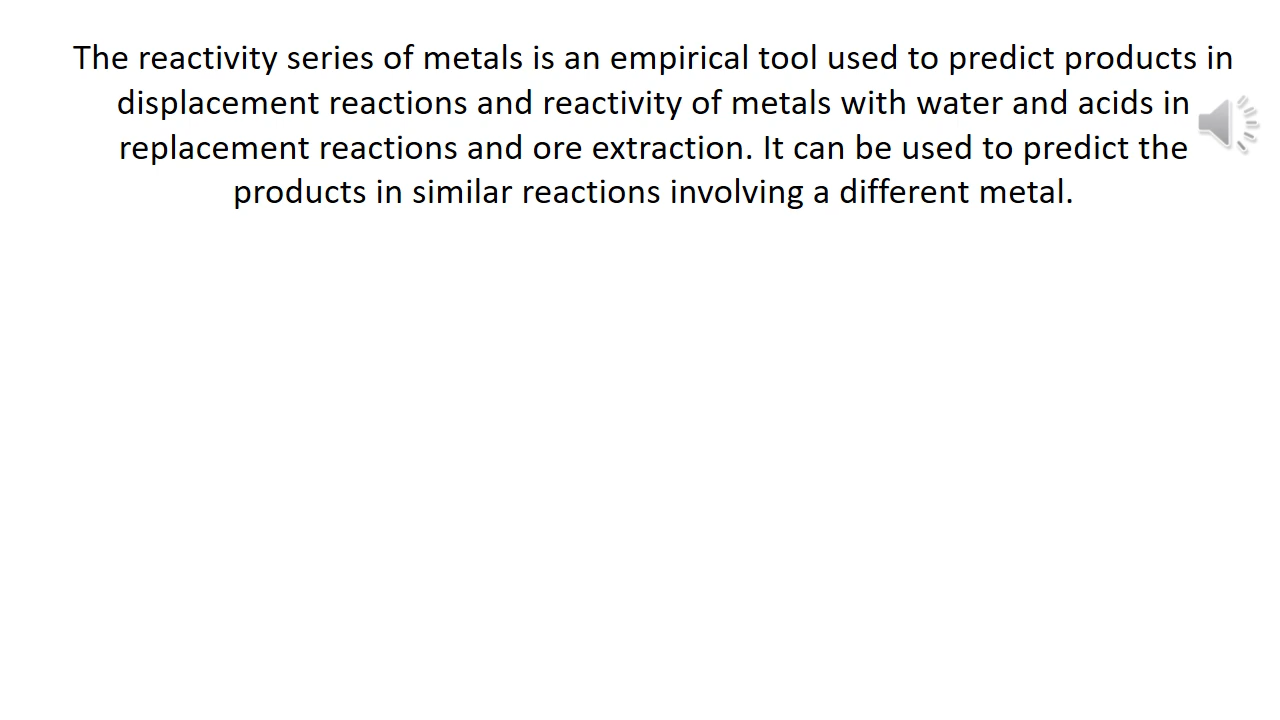 The reactivity series of metals is an empirical tool used to predict products in
displacement reactions and reactivity of metals with water and acids in
replacement reactions and ore extraction. It can be used to predict the
products in similar reactions involving a different metal.